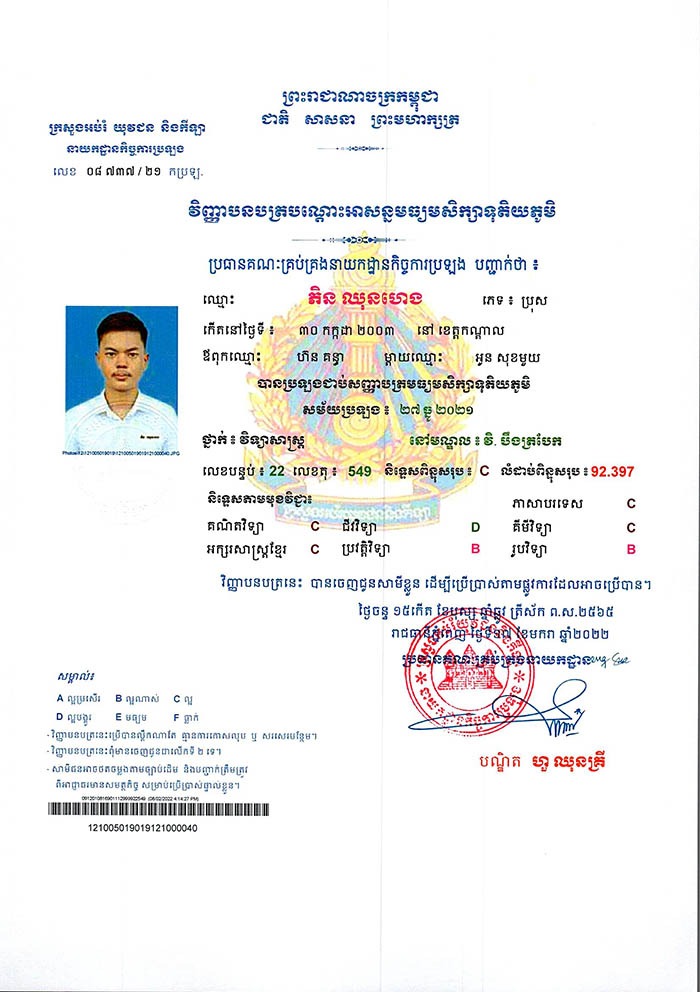 ព្រះរាជាណាចក្រកម្ពុជា
ជាតិ សាសនា ព្រះមហាក្សត្រ
ក្រសួងអប់រំ យុវជន និងកីឡា
នាយកដ្ឋានកិច្ចការប្រឡង
លេខ ០៨ ៧៣៧ / ២១ កប្រឡ.
វិញ្ញាបនបត្របណ្ដោះអាសន្នមធ្យមសិក្សាទុតិយភូមិ
ប្រធានគណៈគ្រប់គ្រងនាយកដ្ឋានកិច្ចការប្រឡង បញ្ជាក់ថា ៖
ឈ្មោះ ភិន ឈុនហេង ភេទ ៖ ប្រុស
កើតនៅថ្ងៃទី ៖ ៣០ កក្កដា ២០០៣ នៅ ខេត្តកណ្តាល
ឪពុកឈ្មោះ ហ៊ិន គន្ធា ម្តាយឈ្មោះ អូន សុខមួយ
បានប្រឡងជាប់សញ្ញាបត្រមធ្យមសិក្សាទុតិយភូមិ
សម័យប្រឡង ៖ ២៧ ធ្នូ ២០២១
ថ្នាក់ ៖ វិទ្យាសាស្ត្រ នៅមណ្ឌល ៖ វិ. បឹងត្របែក
លេខបន្ទប់ ៖ 22 លេខតុ ៖ 549 និទ្ទេសពិន្ទុសរុប ៖ C លំដាប់ពិន្ទុសរុប ៖ 92.397
និទ្ទេសតាមមុខវិជ្ជា៖ ភាសាបរទេស C
គណិតវិទ្យា C ជីវវិទ្យា D គីមីវិទ្យា C
អក្សរសាស្ត្រខ្មែរ C ប្រវត្តិវិទ្យា B រូបវិទ្យា B
វិញ្ញាបនបត្រនេះ បានចេញជូនសាមីខ្លួន ដើម្បីប្រើប្រាស់តាមផ្លូវការដែលអាចប្រើបាន។
ថ្ងៃចន្ទ ១៥កើត ខែបុស្ស ឆ្នាំឆ្លូវ ត្រីស័ក ព.ស.២៥៦៥
រាជធានីភ្នំពេញ ថ្ងៃទី១៧ ខែមករា ឆ្នាំ២០២២
ប្រធានគណៈគ្រប់គ្រងនាយកដ្ឋាន
បណ្ឌិត ហួ ឈុនគ្រី
សម្គាល់៖
A ល្អប្រសើរ B ល្អណាស់ C ល្អ
D ល្អបង្គួរ E មធ្យម F ធ្លាក់
- វិញ្ញាបនបត្រនេះប្រើបានលុះណាតែ គ្មានការកោសលុប ឬ សរសេរបន្ថែម។
- វិញ្ញាបនបត្រនេះពុំមានចេញជូនជាលើកទី ២ ទេ។
- សាមីជនអាចថតចម្លងតាមច្បាប់ដើម និងបញ្ជាក់ត្រឹមត្រូវ
ពីអាជ្ញាធរមានសមត្ថកិច្ច សម្រាប់ប្រើប្រាស់ផ្ទាល់ខ្លួន។
121005019019121000040